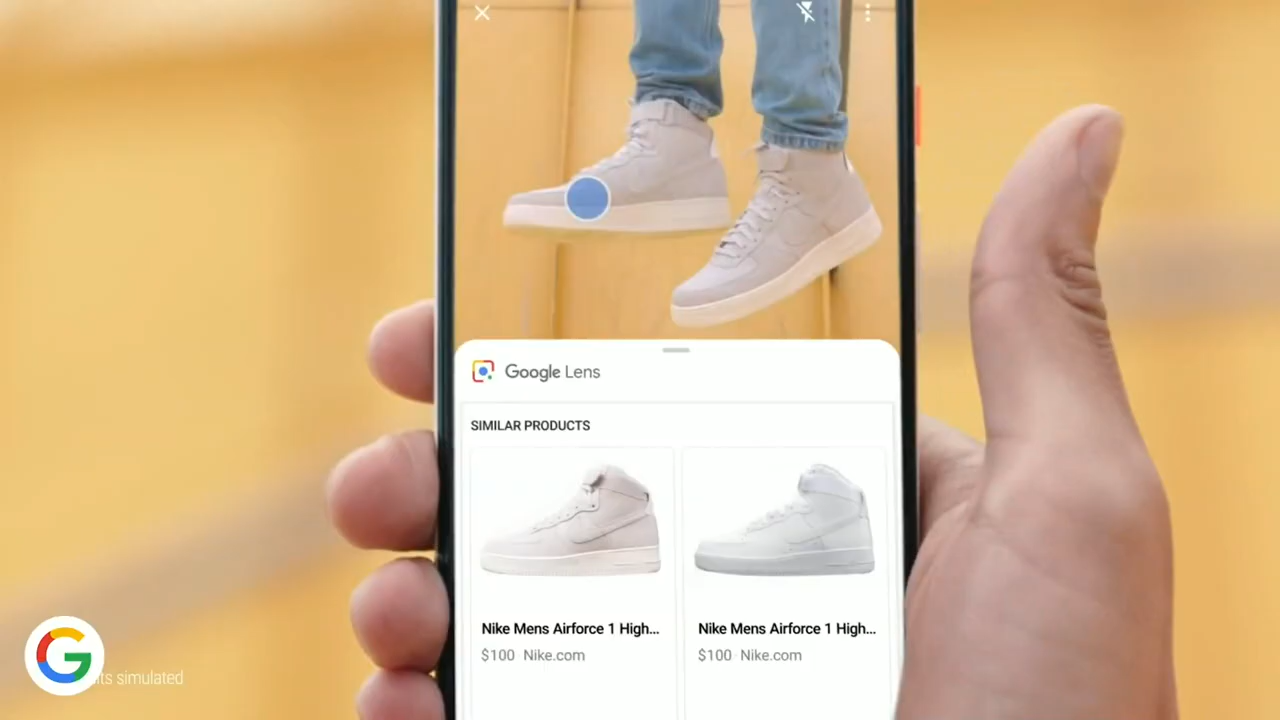 Google Lens
SIMILAR PRODUCTS
Nike Mens Airforce 1 High...
$100 Nike.com
Nike Mens Airforce 1 High...
$100 Nike.com
simulated